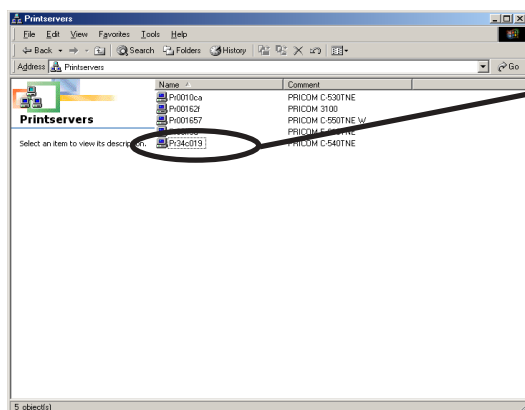 Printservers
File Edit View Favorites Tools Help
Back Search Folders History
Address Printservers Go
Name Comment
Pr0010ca PRICOM C-530TNE
Pr00162f PRICOM 3100
Pr001657 PRICOM C-550TNE W
Printservers
Select an item to view its description.
Pr34c019 PRICOM C-540TNE
5 object(s)